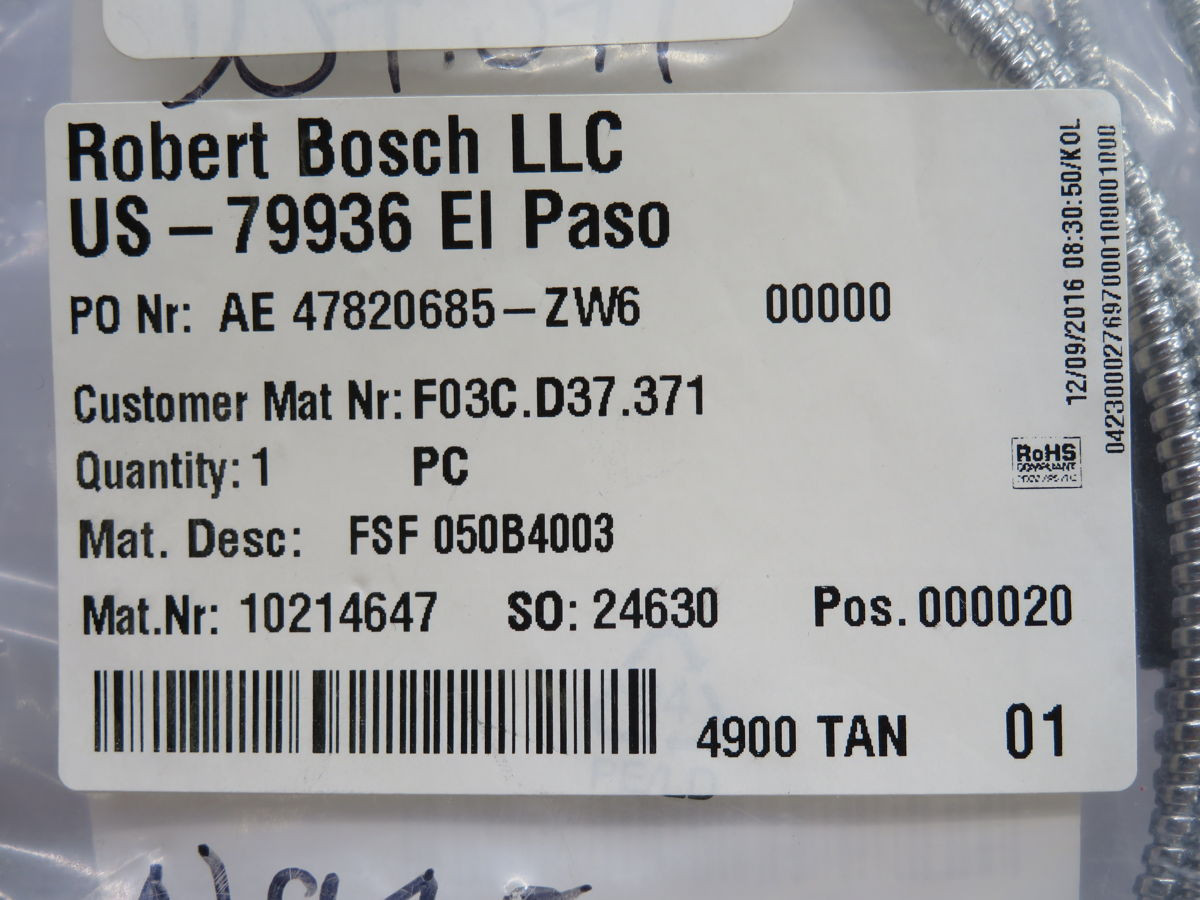 Robert Bosch LLC
US – 79936 El Paso
PO Nr: AE 47820685–ZW6 00000
Customer Mat Nr: F03C.D37.371
Quantity: 1 PC
Mat. Desc: FSF 050B4003
Mat.Nr: 10214647 SO: 24630 Pos. 000020
4900 TAN 01
12/09/2016 08:30:50/KOL
RoHS
COMPLIANT